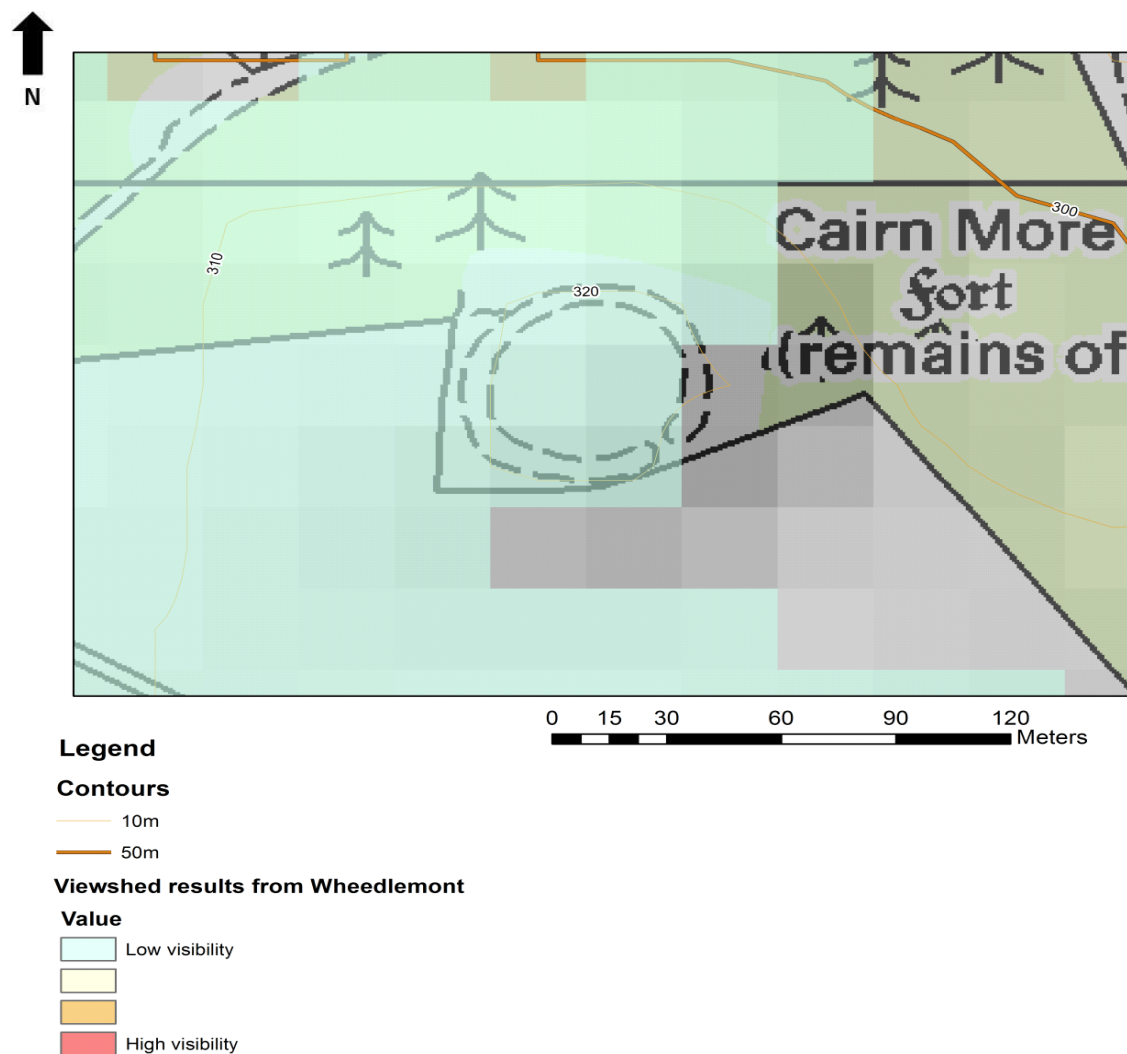 N
300
Cairn More
310
Fort
320
(remains of
0 15 30 60 90 120
Meters
Legend
Contours
10m
50m
Viewshed results from Wheedlemont
Value
Low visibility
High visibility